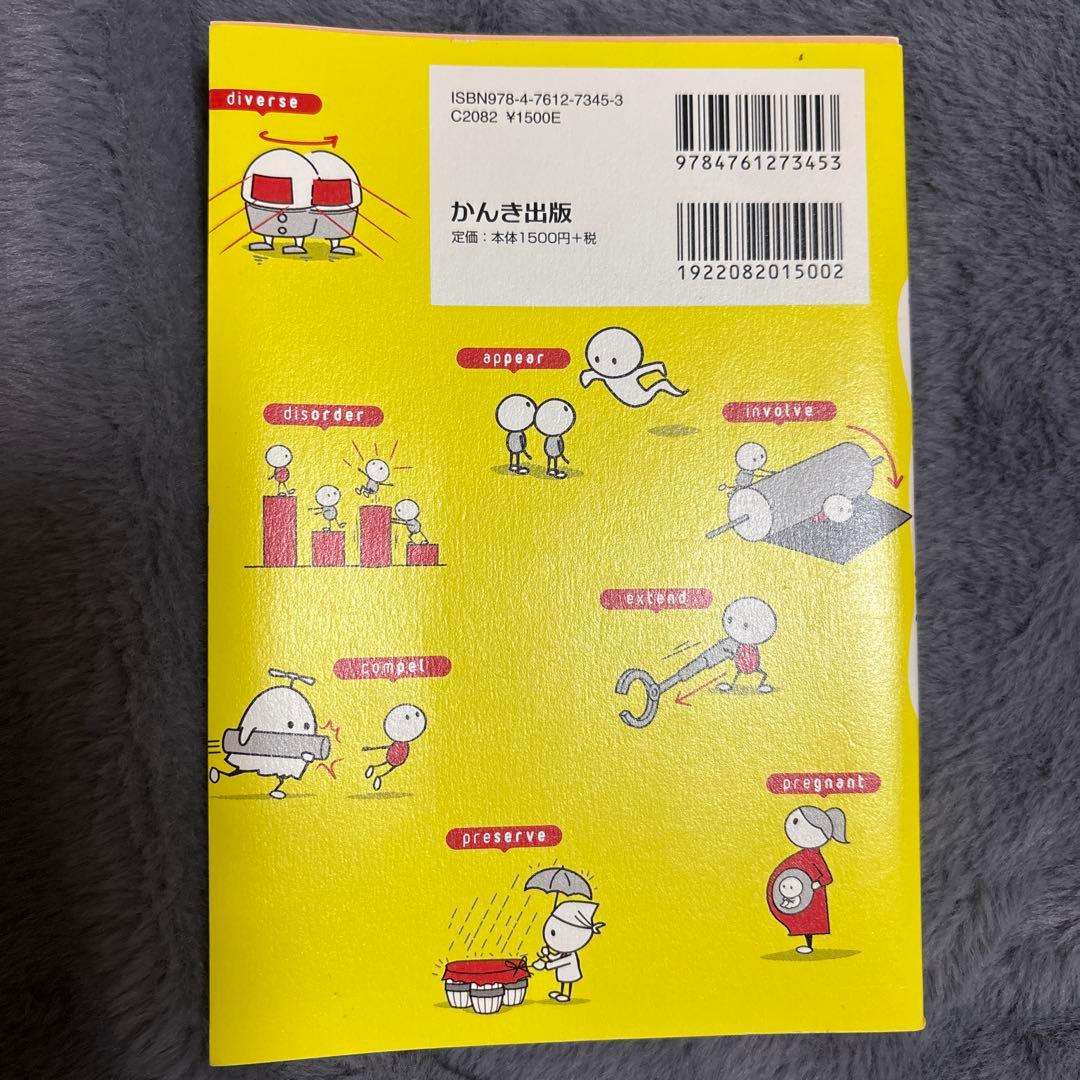 diverse
ISBN978-4-7612-7345-3
C2082 ¥1500E
9784761273453
かんき出版
定価：本体1500円＋税
1922082015002
appear
disorder
involve
extend
compel
pregnant
preserve